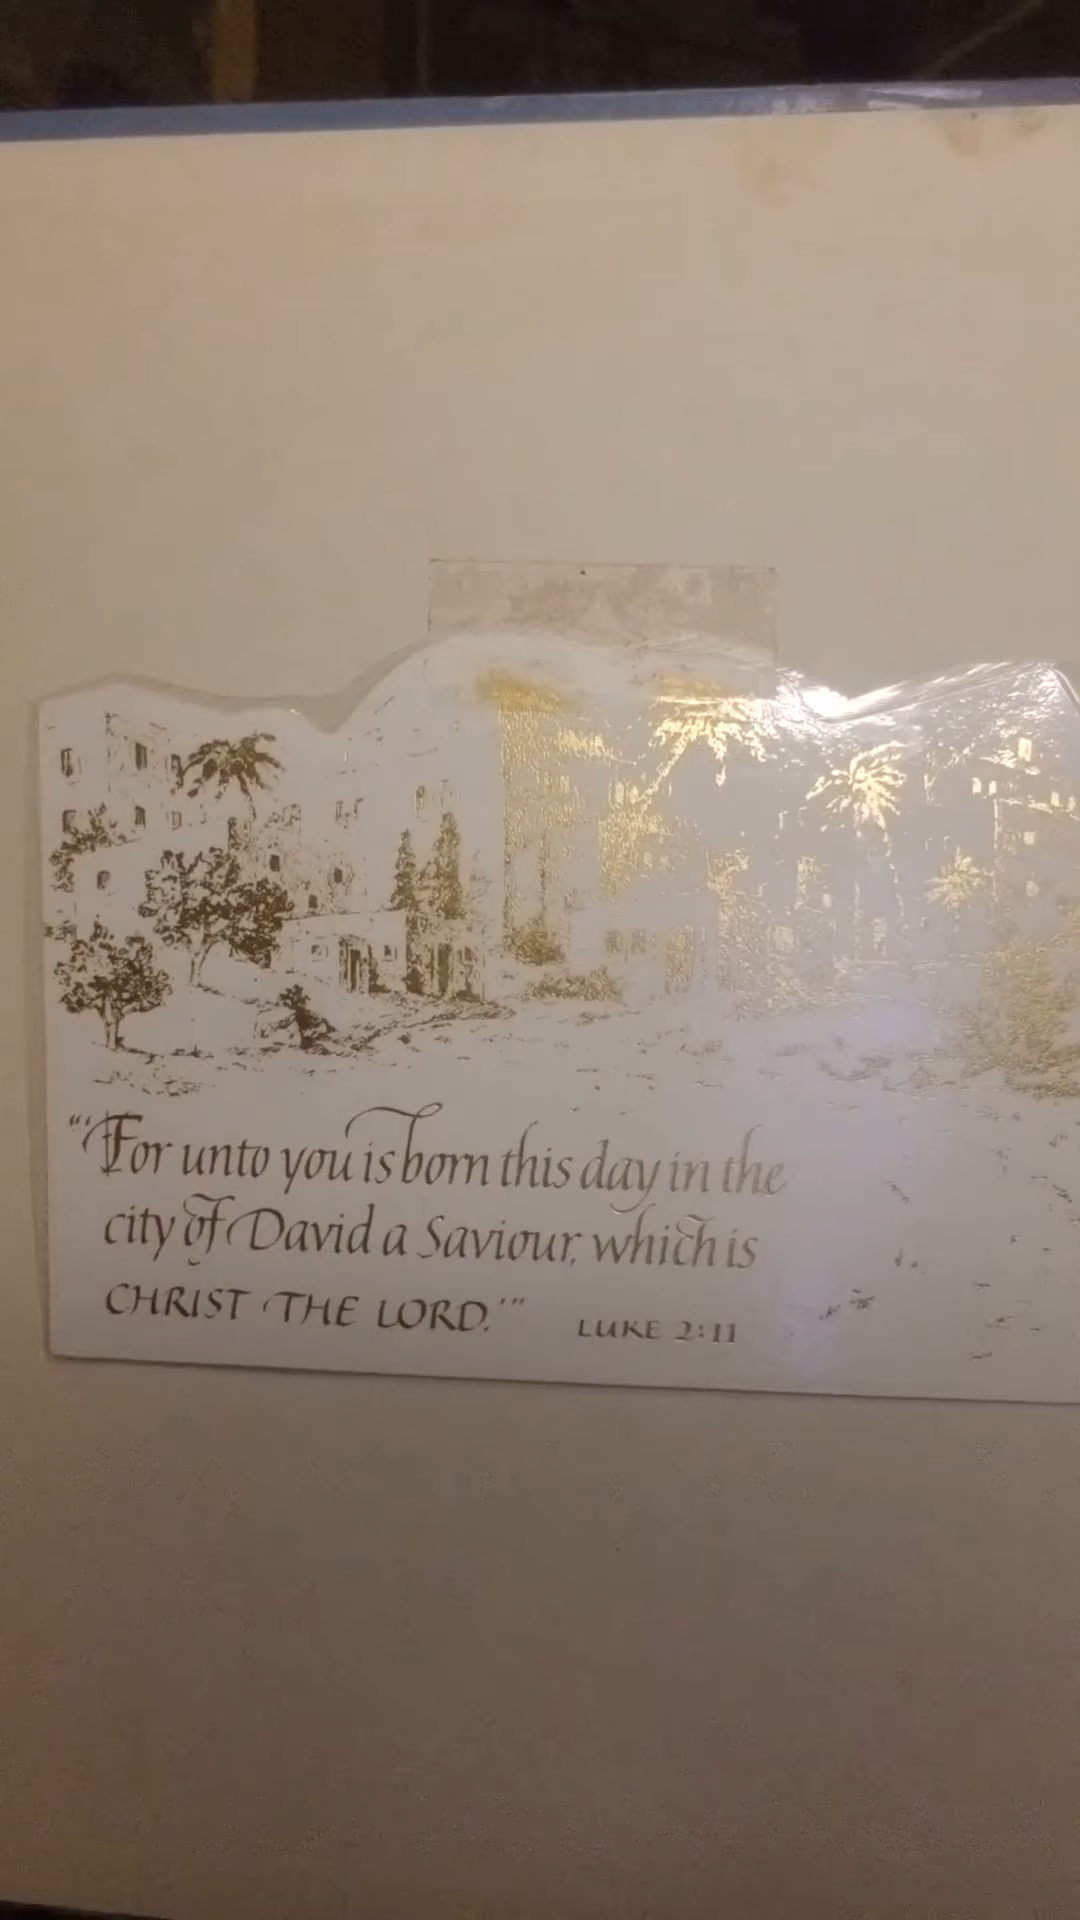 "'For unto you is born this day in the
city of David a Saviour, which is
CHRIST THE LORD.'"
LUKE 2:11